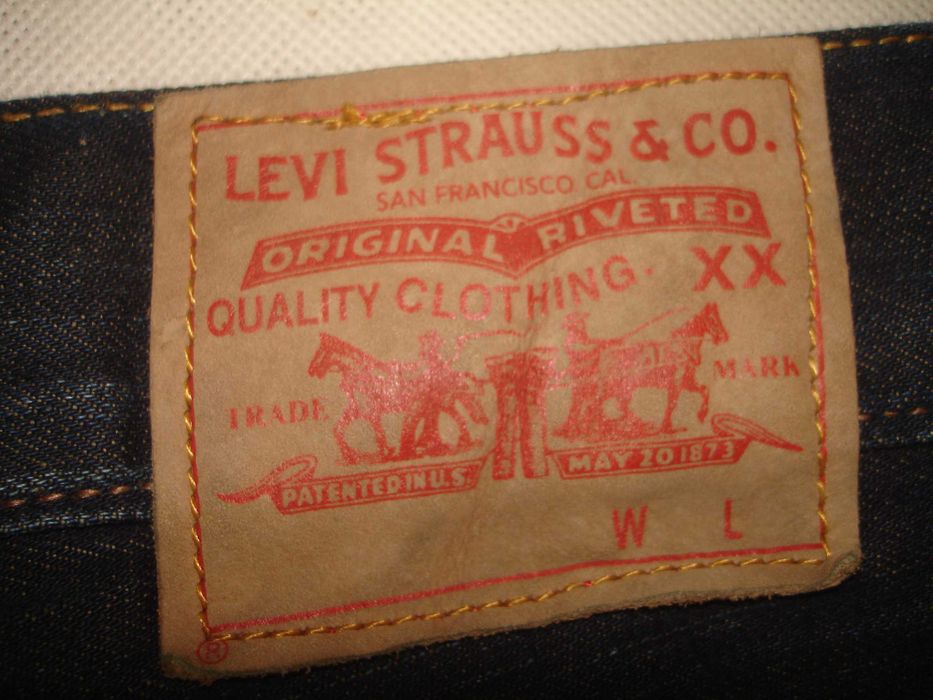 LEVI STRAUSS & CO.
SAN FRANCISCO CAL.
ORIGINAL RIVETED
QUALITY CLOTHING. XX
TRADE MARK
PATENTED IN U.S. MAY 20 1873
W L
®